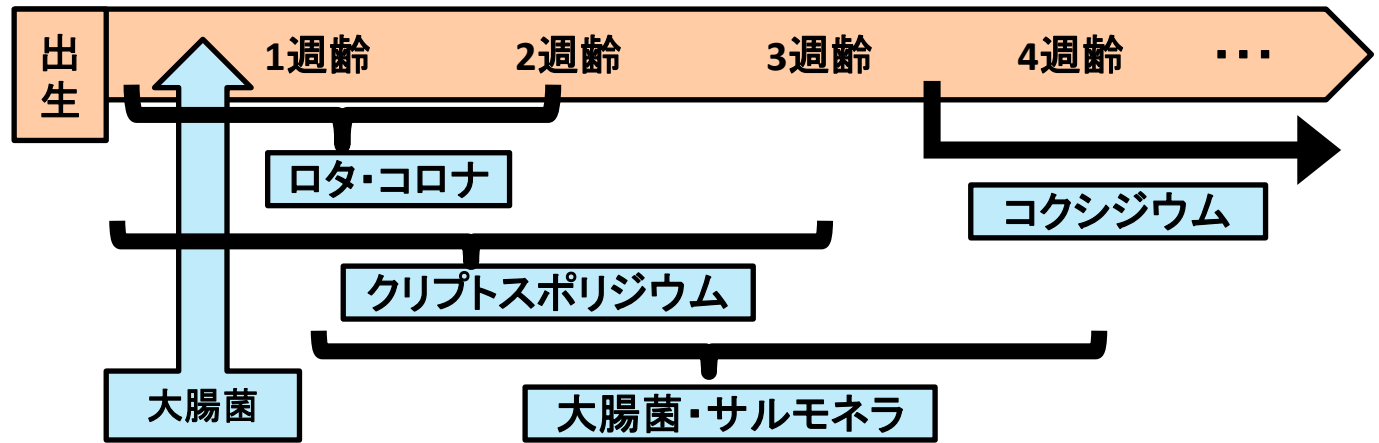 出生
1週齢 2週齢 3週齢 4週齢 ・・・
ロタ・コロナ
コクシジウム
クリプトスポリジウム
大腸菌
大腸菌・サルモネラ